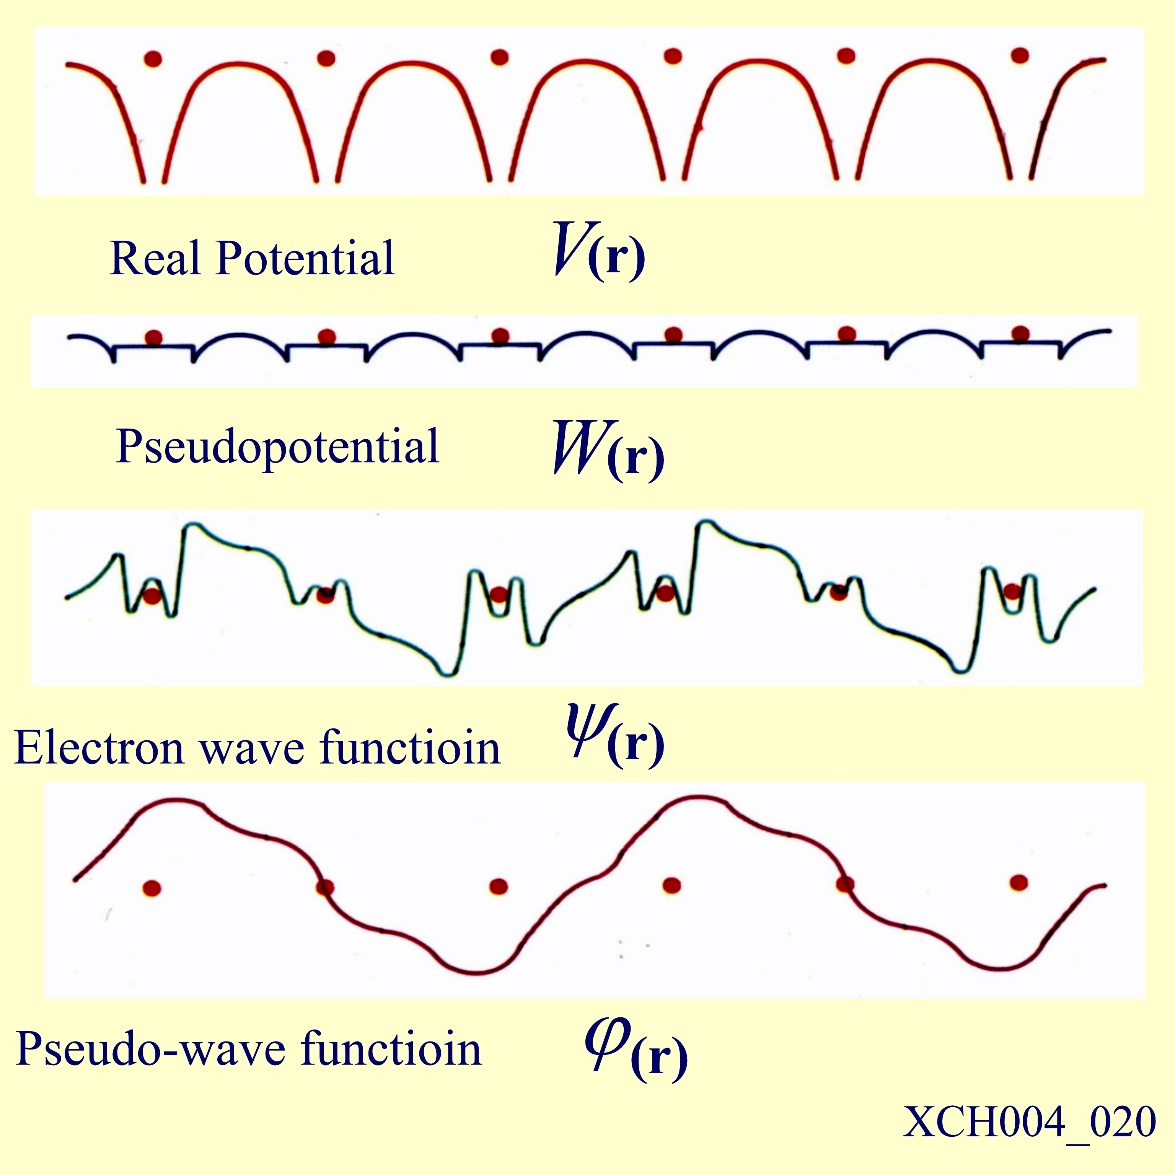 Real Potential V(r)
Pseudopotential W(r)
Electron wave functioin ψ(r)
Pseudo-wave functioin φ(r)
XCH004_020